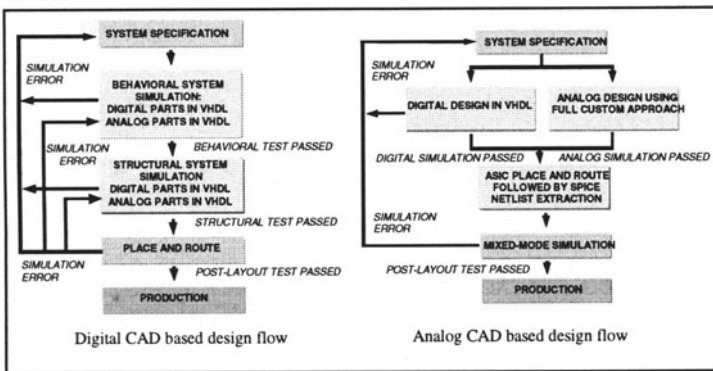 SYSTEM SPECIFICATION
SIMULATION
ERROR
BEHAVIORAL SYSTEM
SIMULATION:
DIGITAL PARTS IN VHDL
ANALOG PARTS IN VHDL
SIMULATION
ERROR
BEHAVIORAL TEST PASSED
STRUCTURAL SYSTEM
SIMULATION
DIGITAL PARTS IN VHDL
ANALOG PARTS IN VHDL
STRUCTURAL TEST PASSED
PLACE AND ROUTE
SIMULATION
ERROR
POST-LAYOUT TEST PASSED
PRODUCTION
Digital CAD based design flow
SYSTEM SPECIFICATION
SIMULATION
ERROR
DIGITAL DESIGN IN VHDL
ANALOG DESIGN USING
FULL CUSTOM APPROACH
DIGITAL SIMULATION PASSED
ANALOG SIMULATION PASSED
ASIC PLACE AND ROUTE
FOLLOWED BY SPICE
NETLIST EXTRACTION
SIMULATION
ERROR
MIXED-MODE SIMULATION
POST-LAYOUT TEST PASSED
PRODUCTION
Analog CAD based design flow